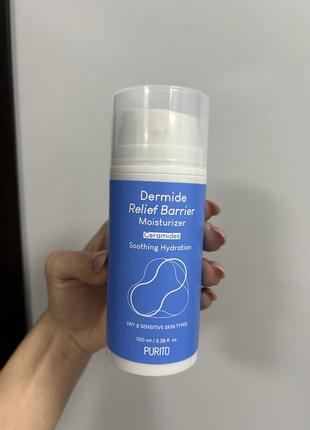 Dermide
Relief Barrier
Moisturizer
Ceramides
Soothing Hydration
DRY & SENSITIVE SKIN TYPES
100 ml / 3.38 fl. oz
PURITO